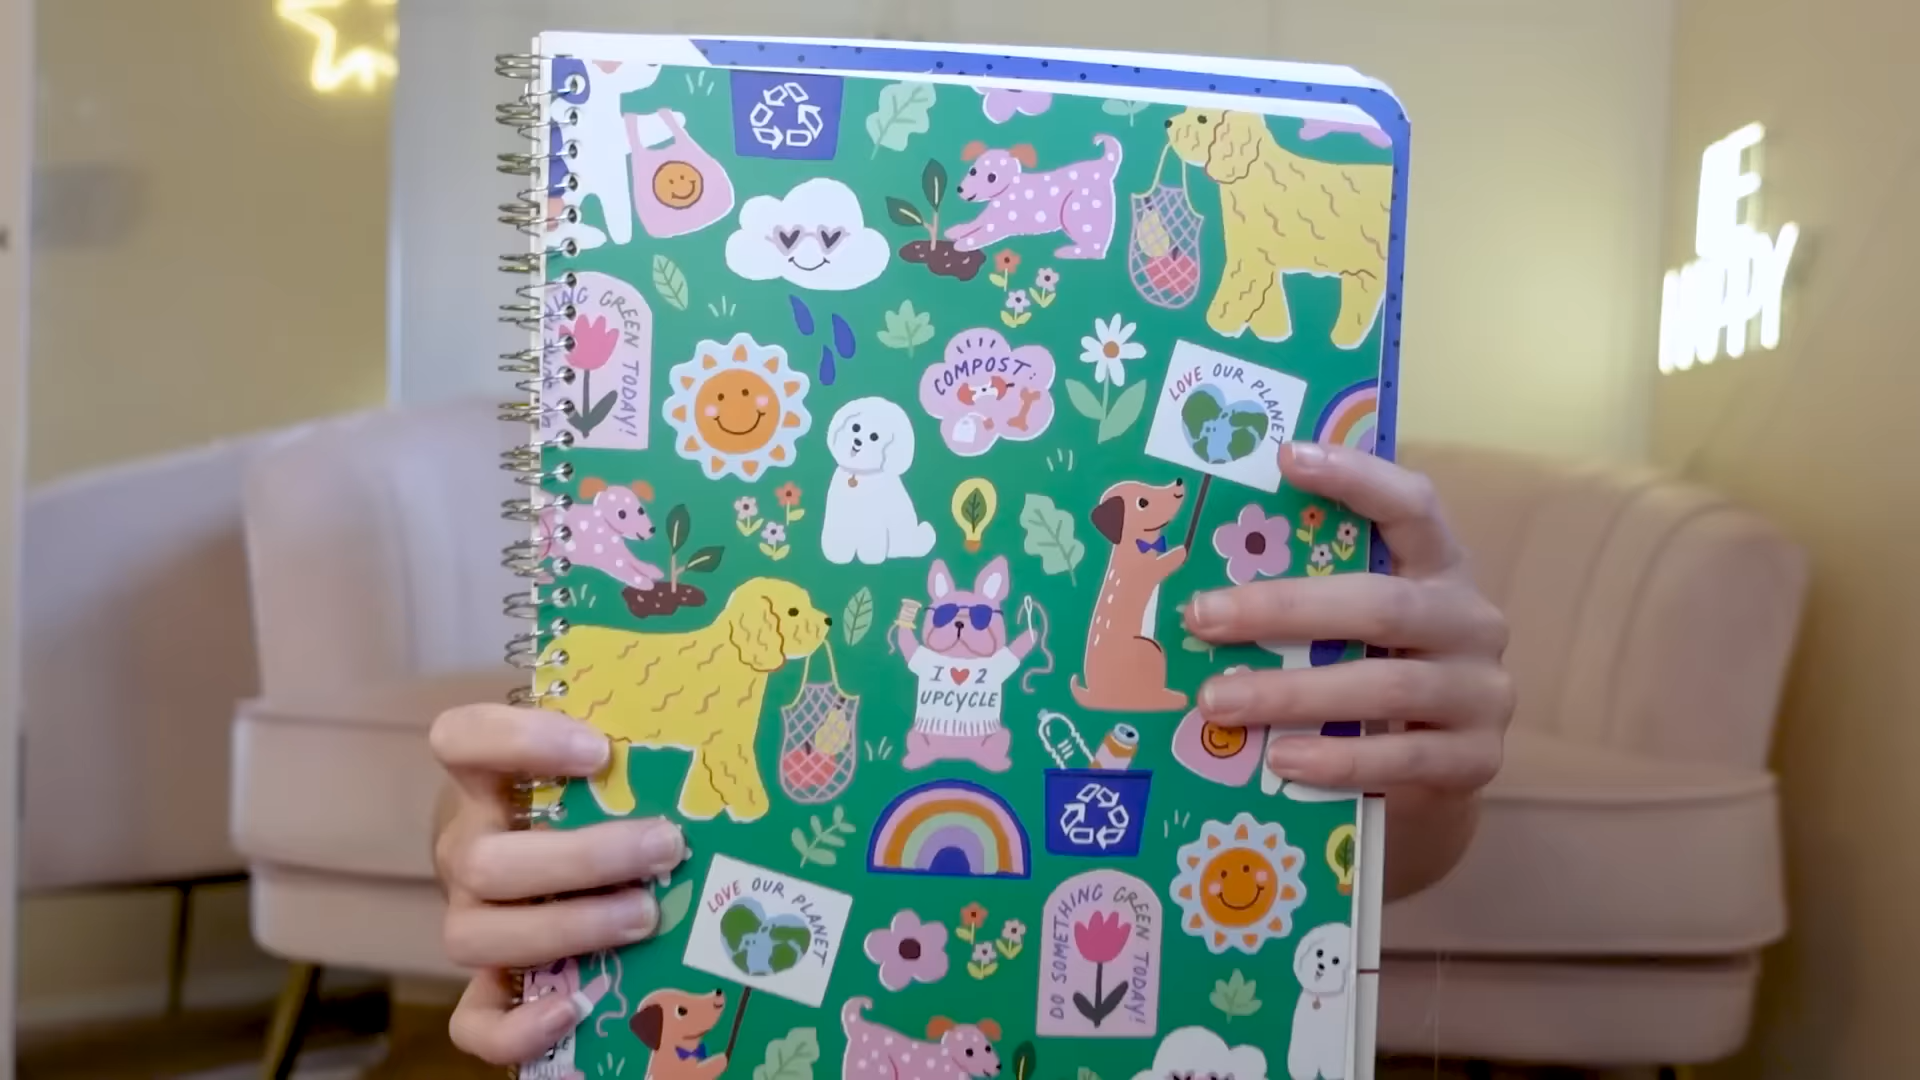 COMPOST:
LOVE OUR PLANET
GREEN TODAY!
I ♥ 2
UPCYCLE
LOVE OUR PLANET
DO SOMETHING GREEN TODAY!